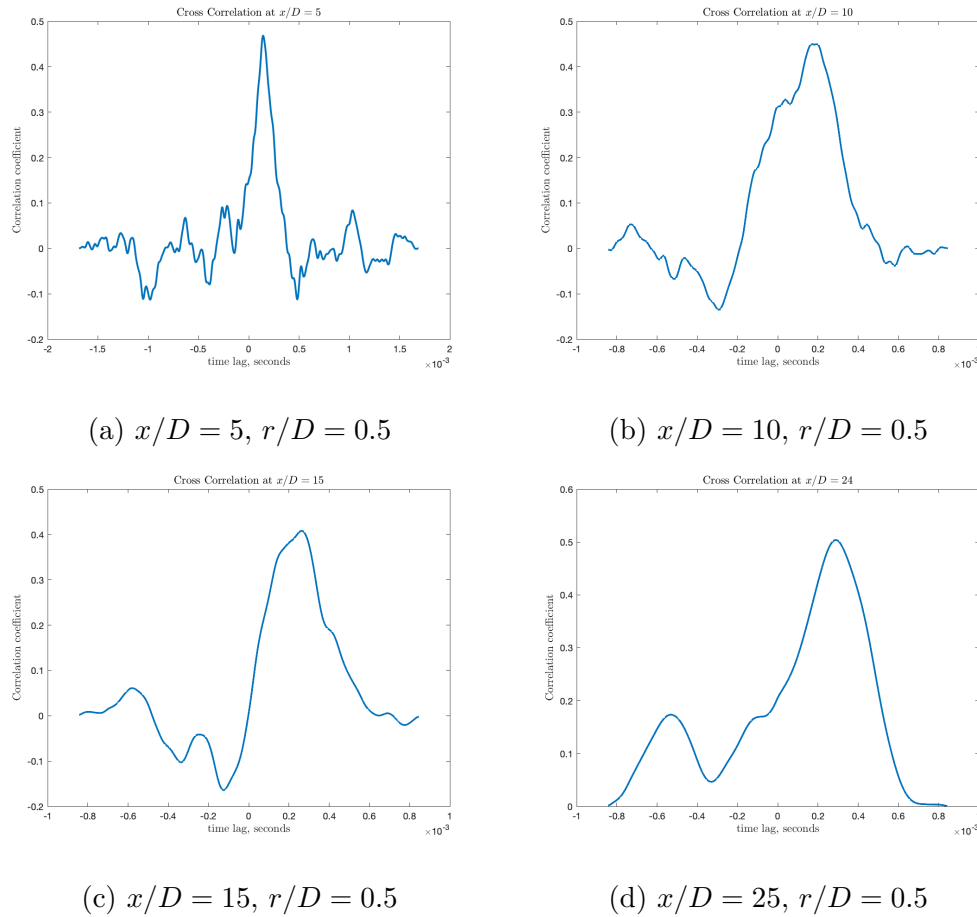 Cross Correlation at x/D = 5
0.5
0.4
0.3
0.2
0.1
0
-0.1
-0.2
Correlation coefficient
-2 -1.5 -1 -0.5 0 0.5 1 1.5 2
time lag, seconds
×10⁻³
(a) x/D = 5, r/D = 0.5
Cross Correlation at x/D = 10
0.5
0.4
0.3
0.2
0.1
0
-0.1
-0.2
Correlation coefficient
-1 -0.8 -0.6 -0.4 -0.2 0 0.2 0.4 0.6 0.8 1
time lag, seconds
×10⁻³
(b) x/D = 10, r/D = 0.5
Cross Correlation at x/D = 15
0.5
0.4
0.3
0.2
0.1
0
-0.1
-0.2
Correlation coefficient
-1 -0.8 -0.6 -0.4 -0.2 0 0.2 0.4 0.6 0.8 1
time lag, seconds
×10⁻³
(c) x/D = 15, r/D = 0.5
Cross Correlation at x/D = 24
0.6
0.5
0.4
0.3
0.2
0.1
0
Correlation coefficient
-1 -0.8 -0.6 -0.4 -0.2 0 0.2 0.4 0.6 0.8 1
time lag, seconds
×10⁻³
(d) x/D = 25, r/D = 0.5